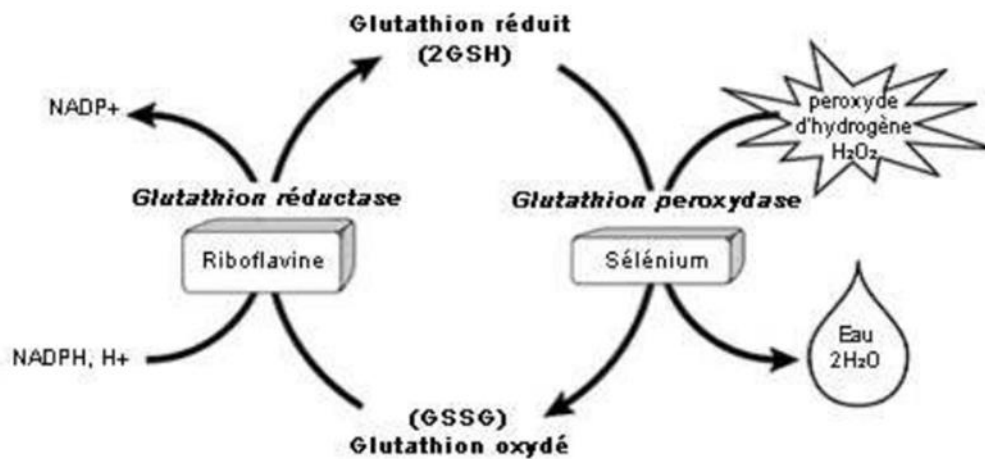 Glutathion réduit
(2GSH)
NADP+
peroxyde
d'hydrogène
H₂O₂
Glutathion réductase
Glutathion peroxydase
Riboflavine
Sélénium
NADPH, H+
Eau
2H₂O
(GSSG)
Glutathion oxydé